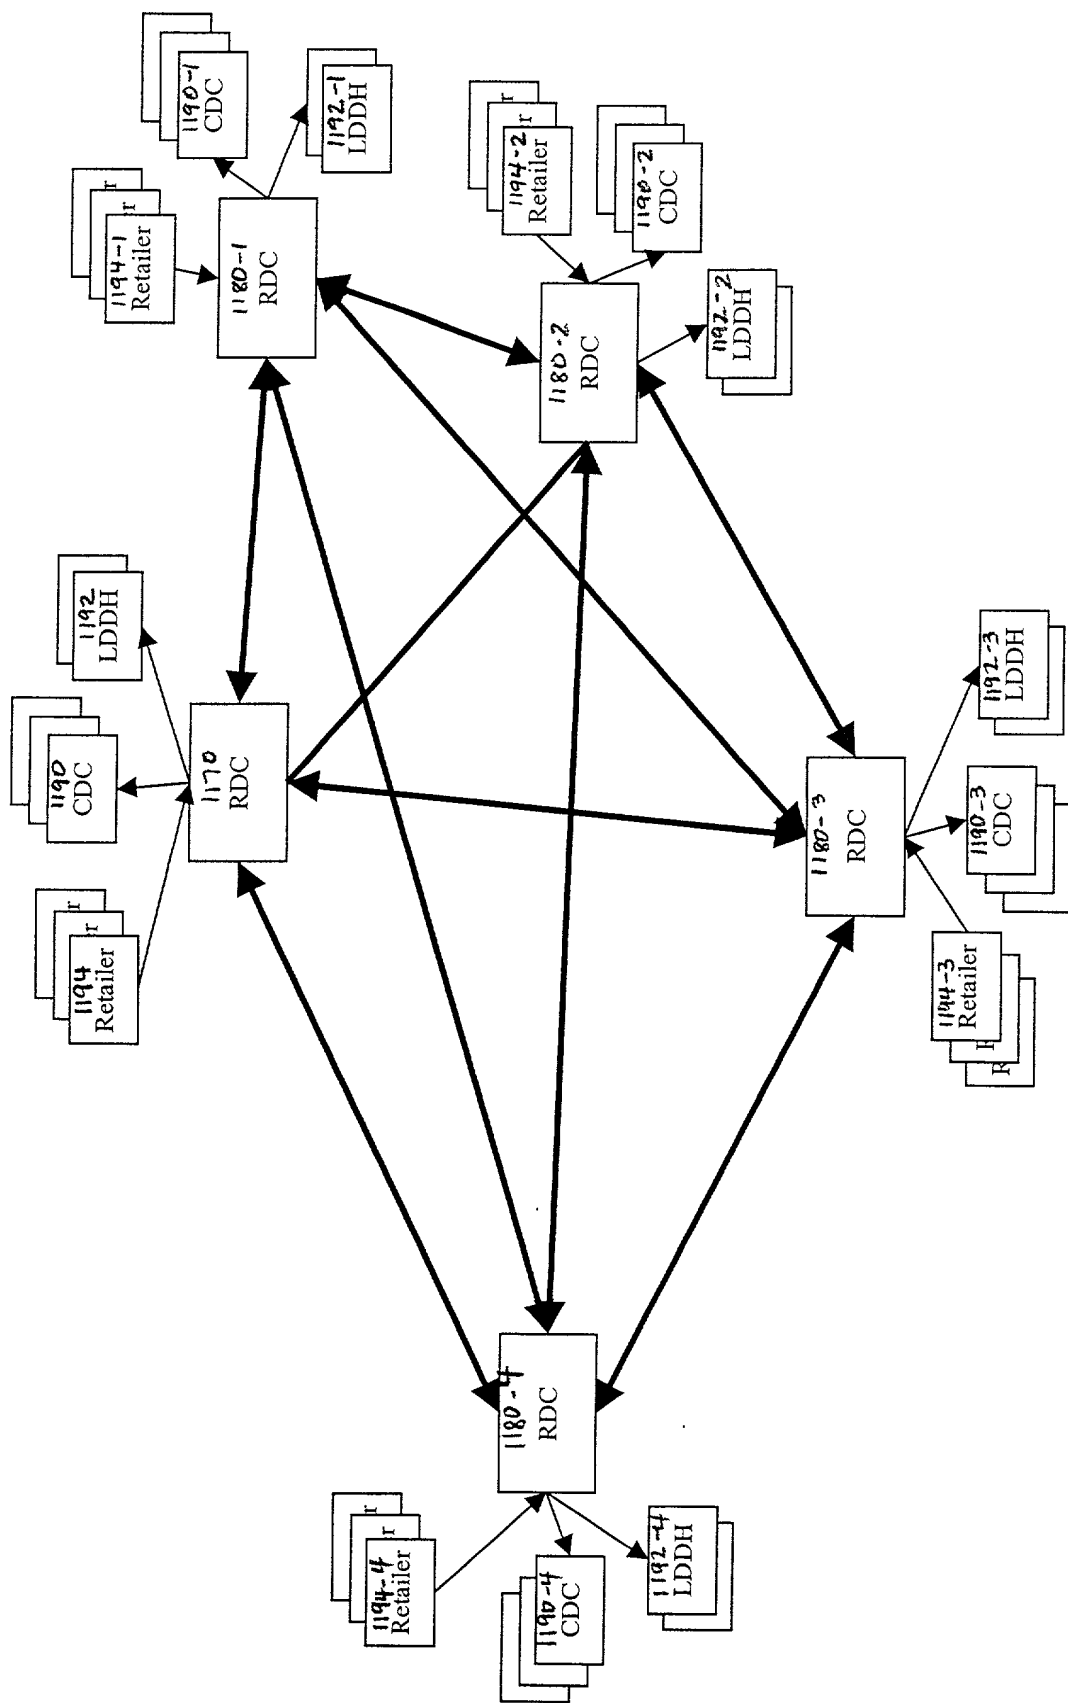 1194
Retailer
r
r
1190
CDC
1192
LDDH
1170
RDC
1194-1
Retailer
r
r
1190-1
CDC
1192-1
LDDH
1180-1
RDC
1194-2
Retailer
r
r
1190-2
CDC
1192-2
LDDH
1180-2
RDC
1194-3
Retailer
R
R
1190-3
CDC
1192-3
LDDH
1180-3
RDC
1194-4
Retailer
r
r
1190-4
CDC
1192-4
LDDH
1180-4
RDC